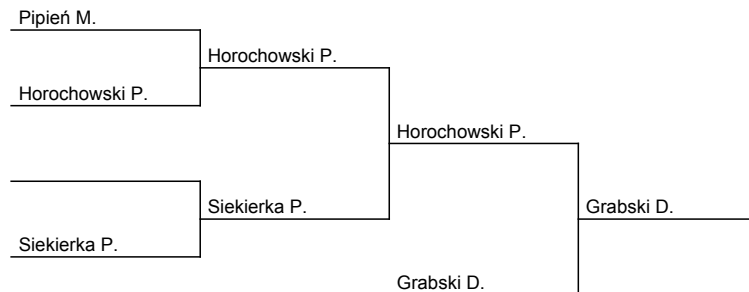 Pipień M.
Horochowski P.
Horochowski P.
Horochowski P.
Siekierka P.
Grabski D.
Siekierka P.
Grabski D.